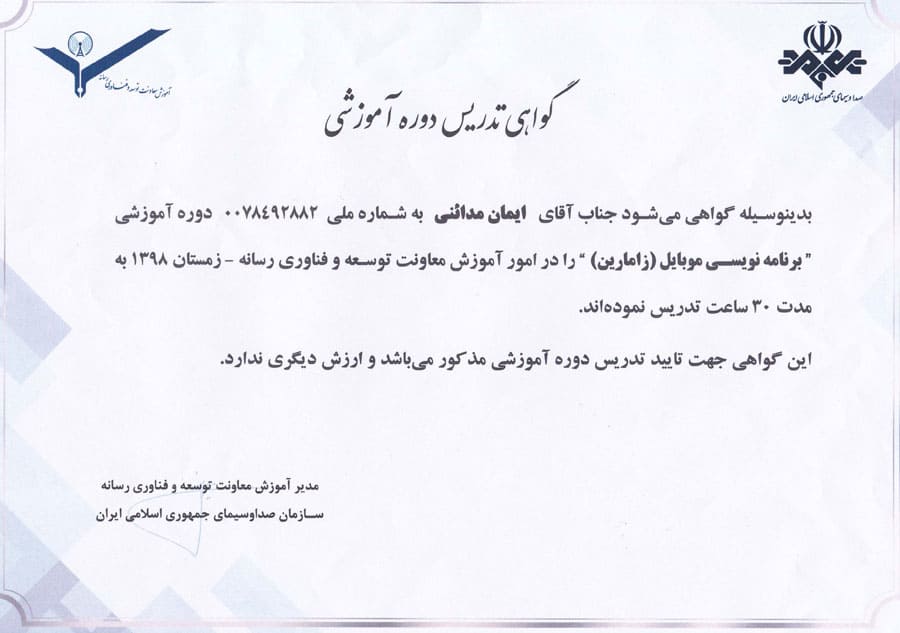 صدا و سیمای جمهوری اسلامی ایران
آموزش معاونت توسعه و فناوری رسانه
گواهی تدریس دوره آموزشی
بدینوسیله گواهی می‌شود جناب آقای ایمان مدائنی به شماره ملی ۰۰۷۸۴۹۲۸۸۲ دوره آموزشی
" برنامه نویسی موبایل (زامارین) " را در امور آموزش معاونت توسعه و فناوری رسانه - زمستان ۱۳۹۸ به
مدت ۳۰ ساعت تدریس نموده‌اند.
این گواهی جهت تایید تدریس دوره آموزشی مذکور می‌باشد و ارزش دیگری ندارد.
مدیر آموزش معاونت توسعه و فناوری رسانه
سازمان صداوسیمای جمهوری اسلامی ایران